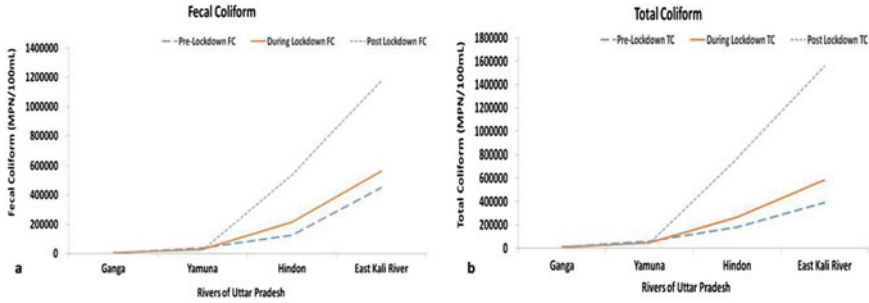 Fecal Coliform
Pre-Lockdown FC During Lockdown FC Post Lockdown FC
Fecal Coliform (MPN/100mL)
1400000
1200000
1000000
800000
600000
400000
200000
0
Ganga Yamuna Hindon East Kali River
a
Rivers of Uttar Pradesh
Total Coliform
Pre-Lockdown TC During Lockdown TC Post Lockdown TC
Total Coliform (MPN/100mL)
1800000
1600000
1400000
1200000
1000000
800000
600000
400000
200000
0
Ganga Yamuna Hindon East Kali River
b
Rivers of Uttar Pradesh